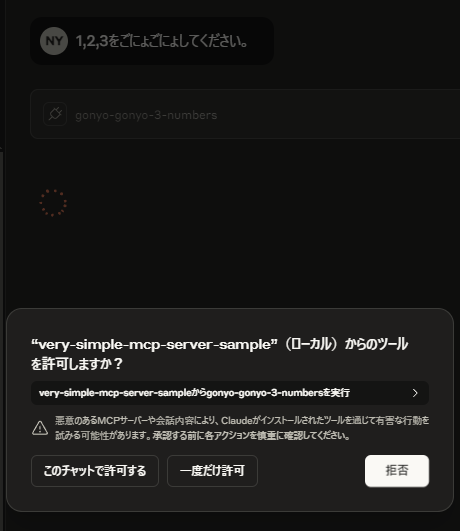 NY
1,2,3をごにょごにょしてください。
gonyo-gonyo-3-numbers
“very-simple-mcp-server-sample”（ローカル）からのツール
を許可しますか？
very-simple-mcp-server-sampleからgonyo-gonyo-3-numbersを実行
悪意のあるMCPサーバーや会話内容により、Claudeがインストールされたツールを通じて有害な行動を
試みる可能性があります。承認する前に各アクションを慎重に確認してください。
このチャットで許可する
一度だけ許可
拒否